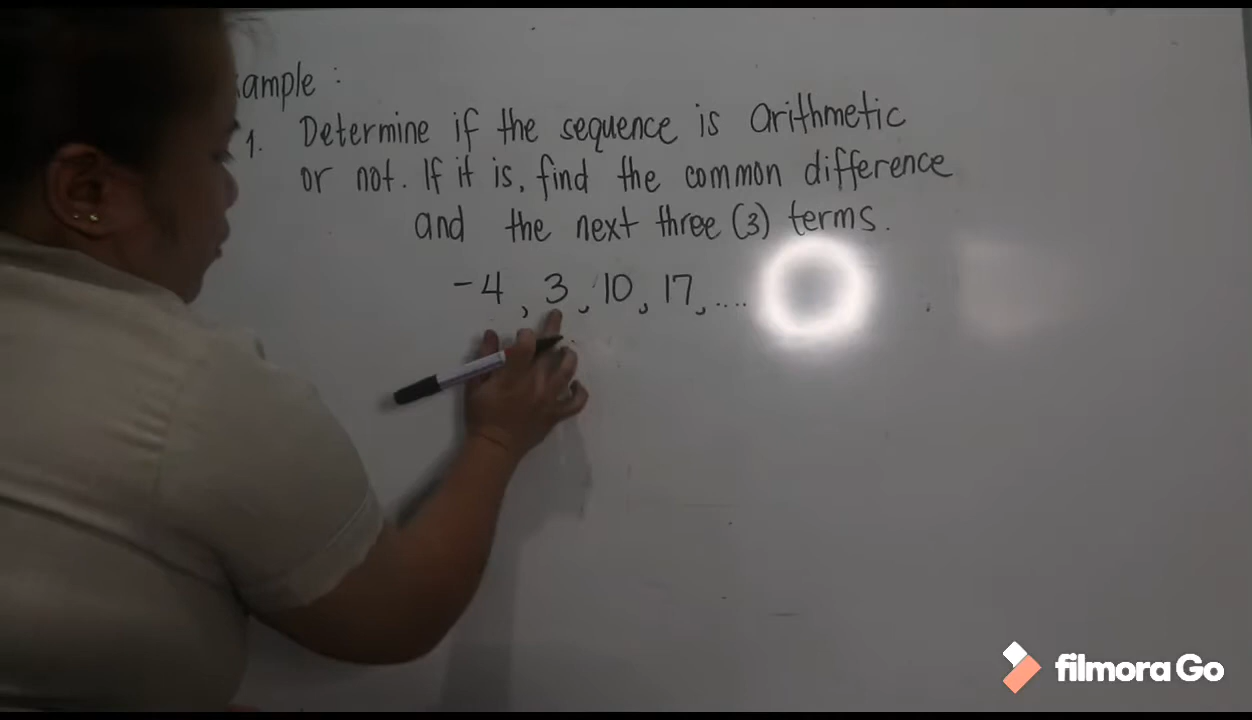 ample :
1. Determine if the sequence is arithmetic
or not. If it is, find the common difference
and the next three (3) terms.
-4, 3, 10, 17, ....
filmora Go